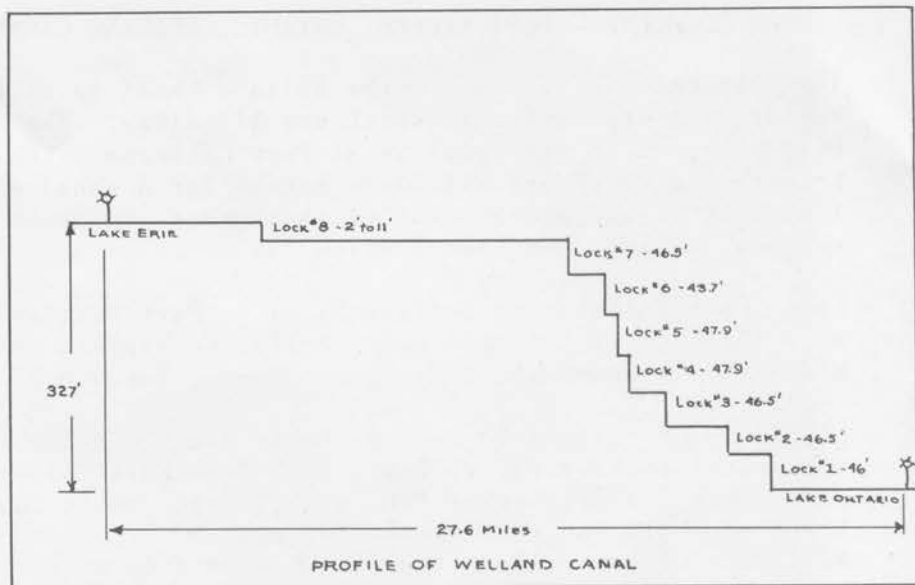 LAKE ERIE
LOCK #8 - 2' to 11'
LOCK #7 - 46.5'
LOCK #6 - 43.7'
LOCK #5 - 47.9'
LOCK #4 - 47.9'
327'
LOCK #3 - 46.5'
LOCK #2 - 46.5'
LOCK #1 - 46'
LAKE ONTARIO
27.6 MILES
PROFILE OF WELLAND CANAL